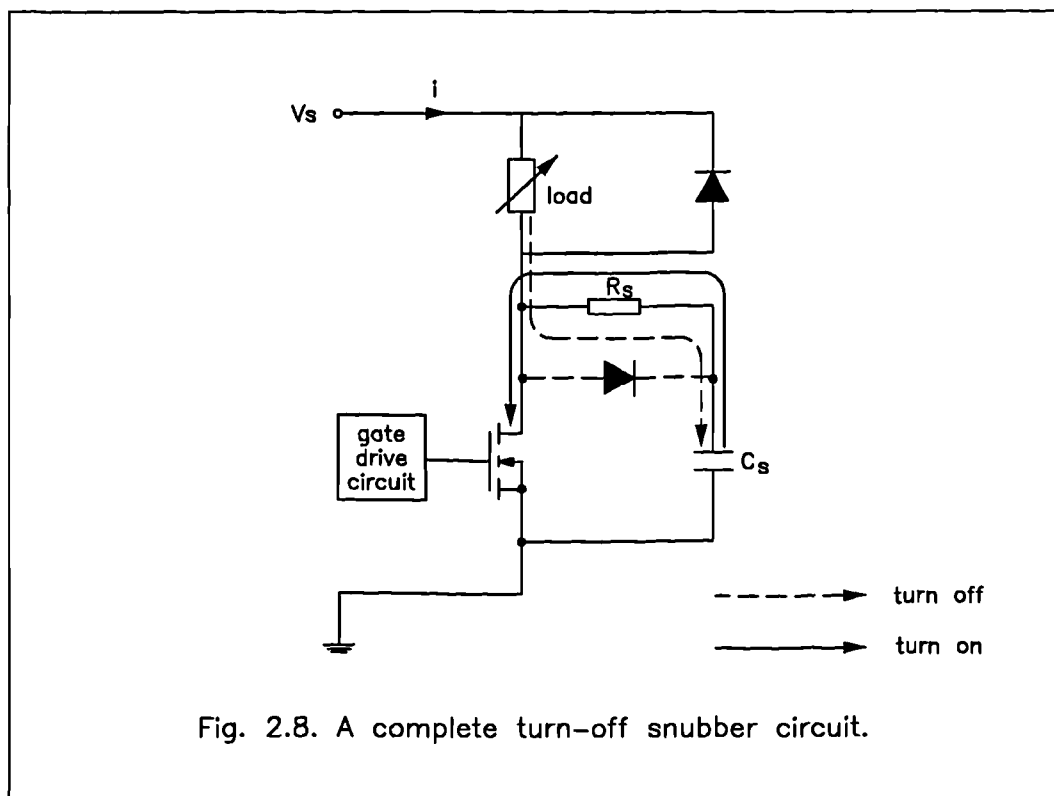 i
Vs
load
Rs
gate
drive
circuit
Cs
turn off
turn on
Fig. 2.8. A complete turn-off snubber circuit.